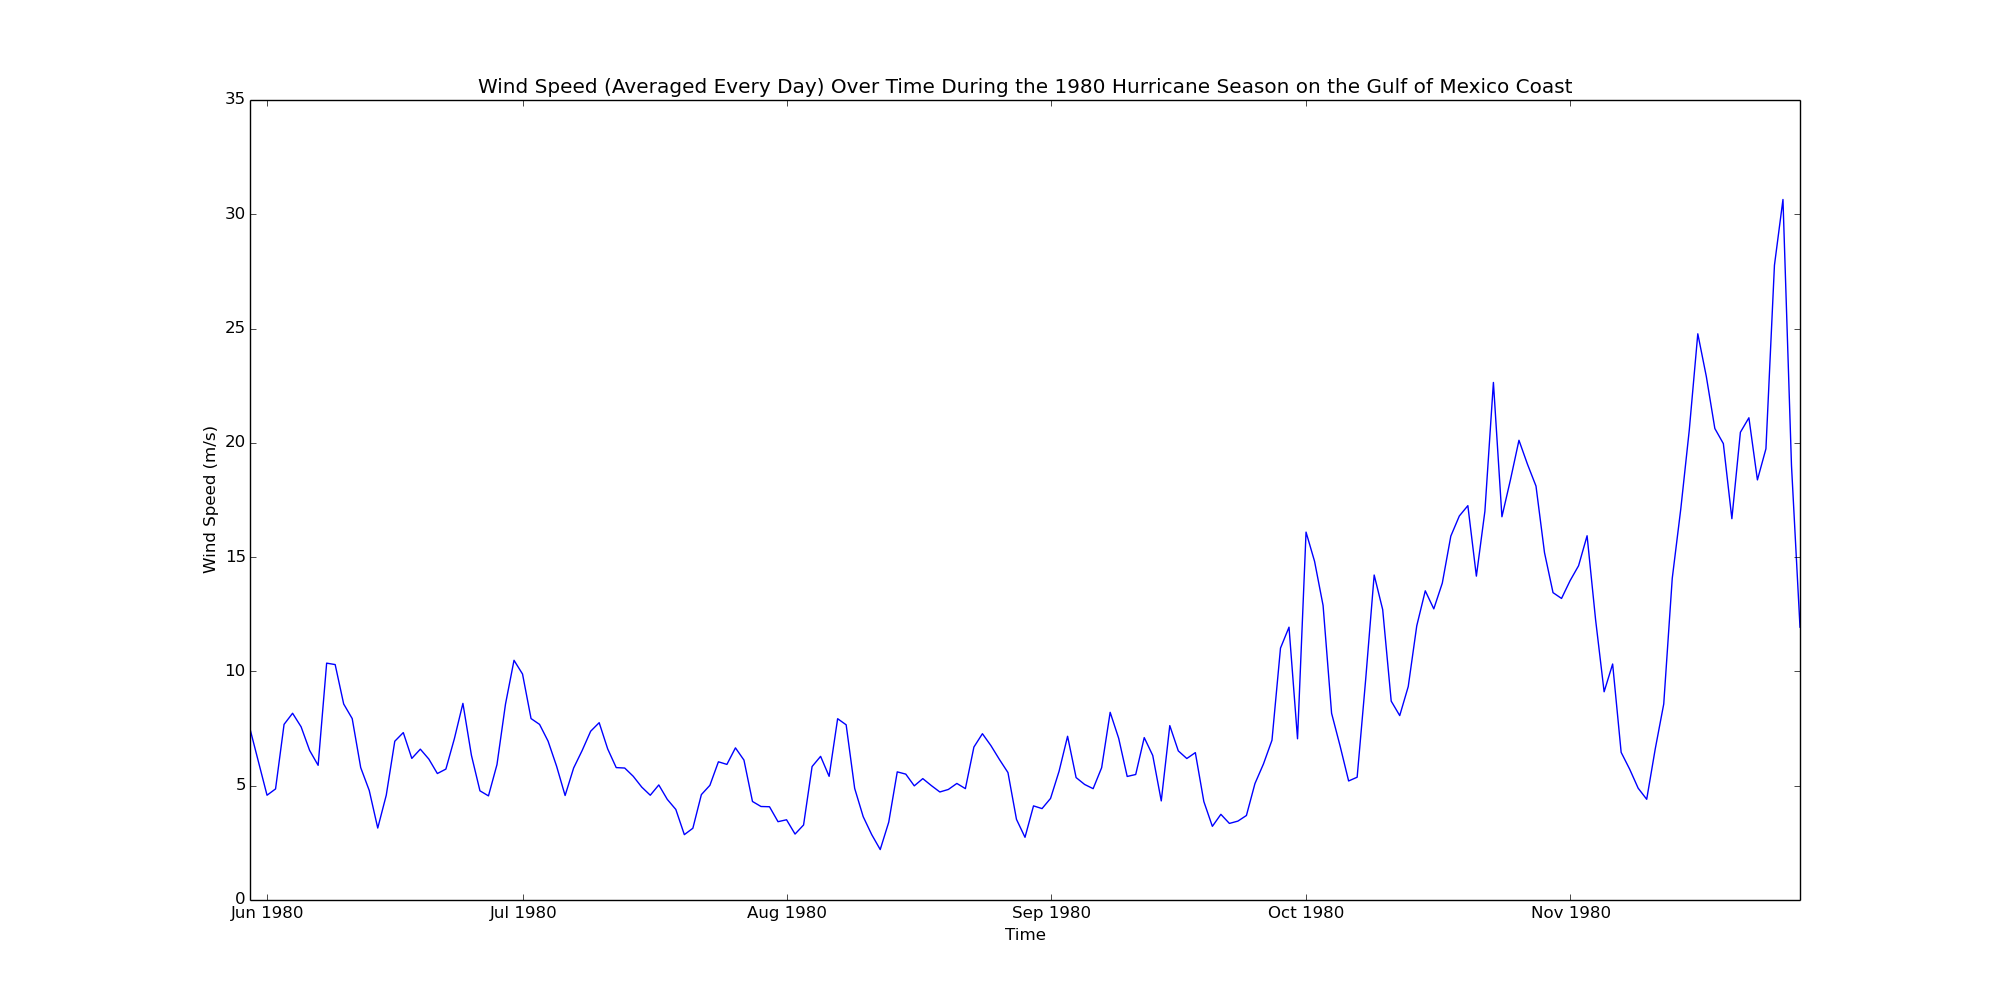 Wind Speed (Averaged Every Day) Over Time During the 1980 Hurricane Season on the Gulf of Mexico Coast
35
30
25
20
15
10
5
0
Wind Speed (m/s)
Jun 1980 Jul 1980 Aug 1980 Sep 1980 Oct 1980 Nov 1980
Time